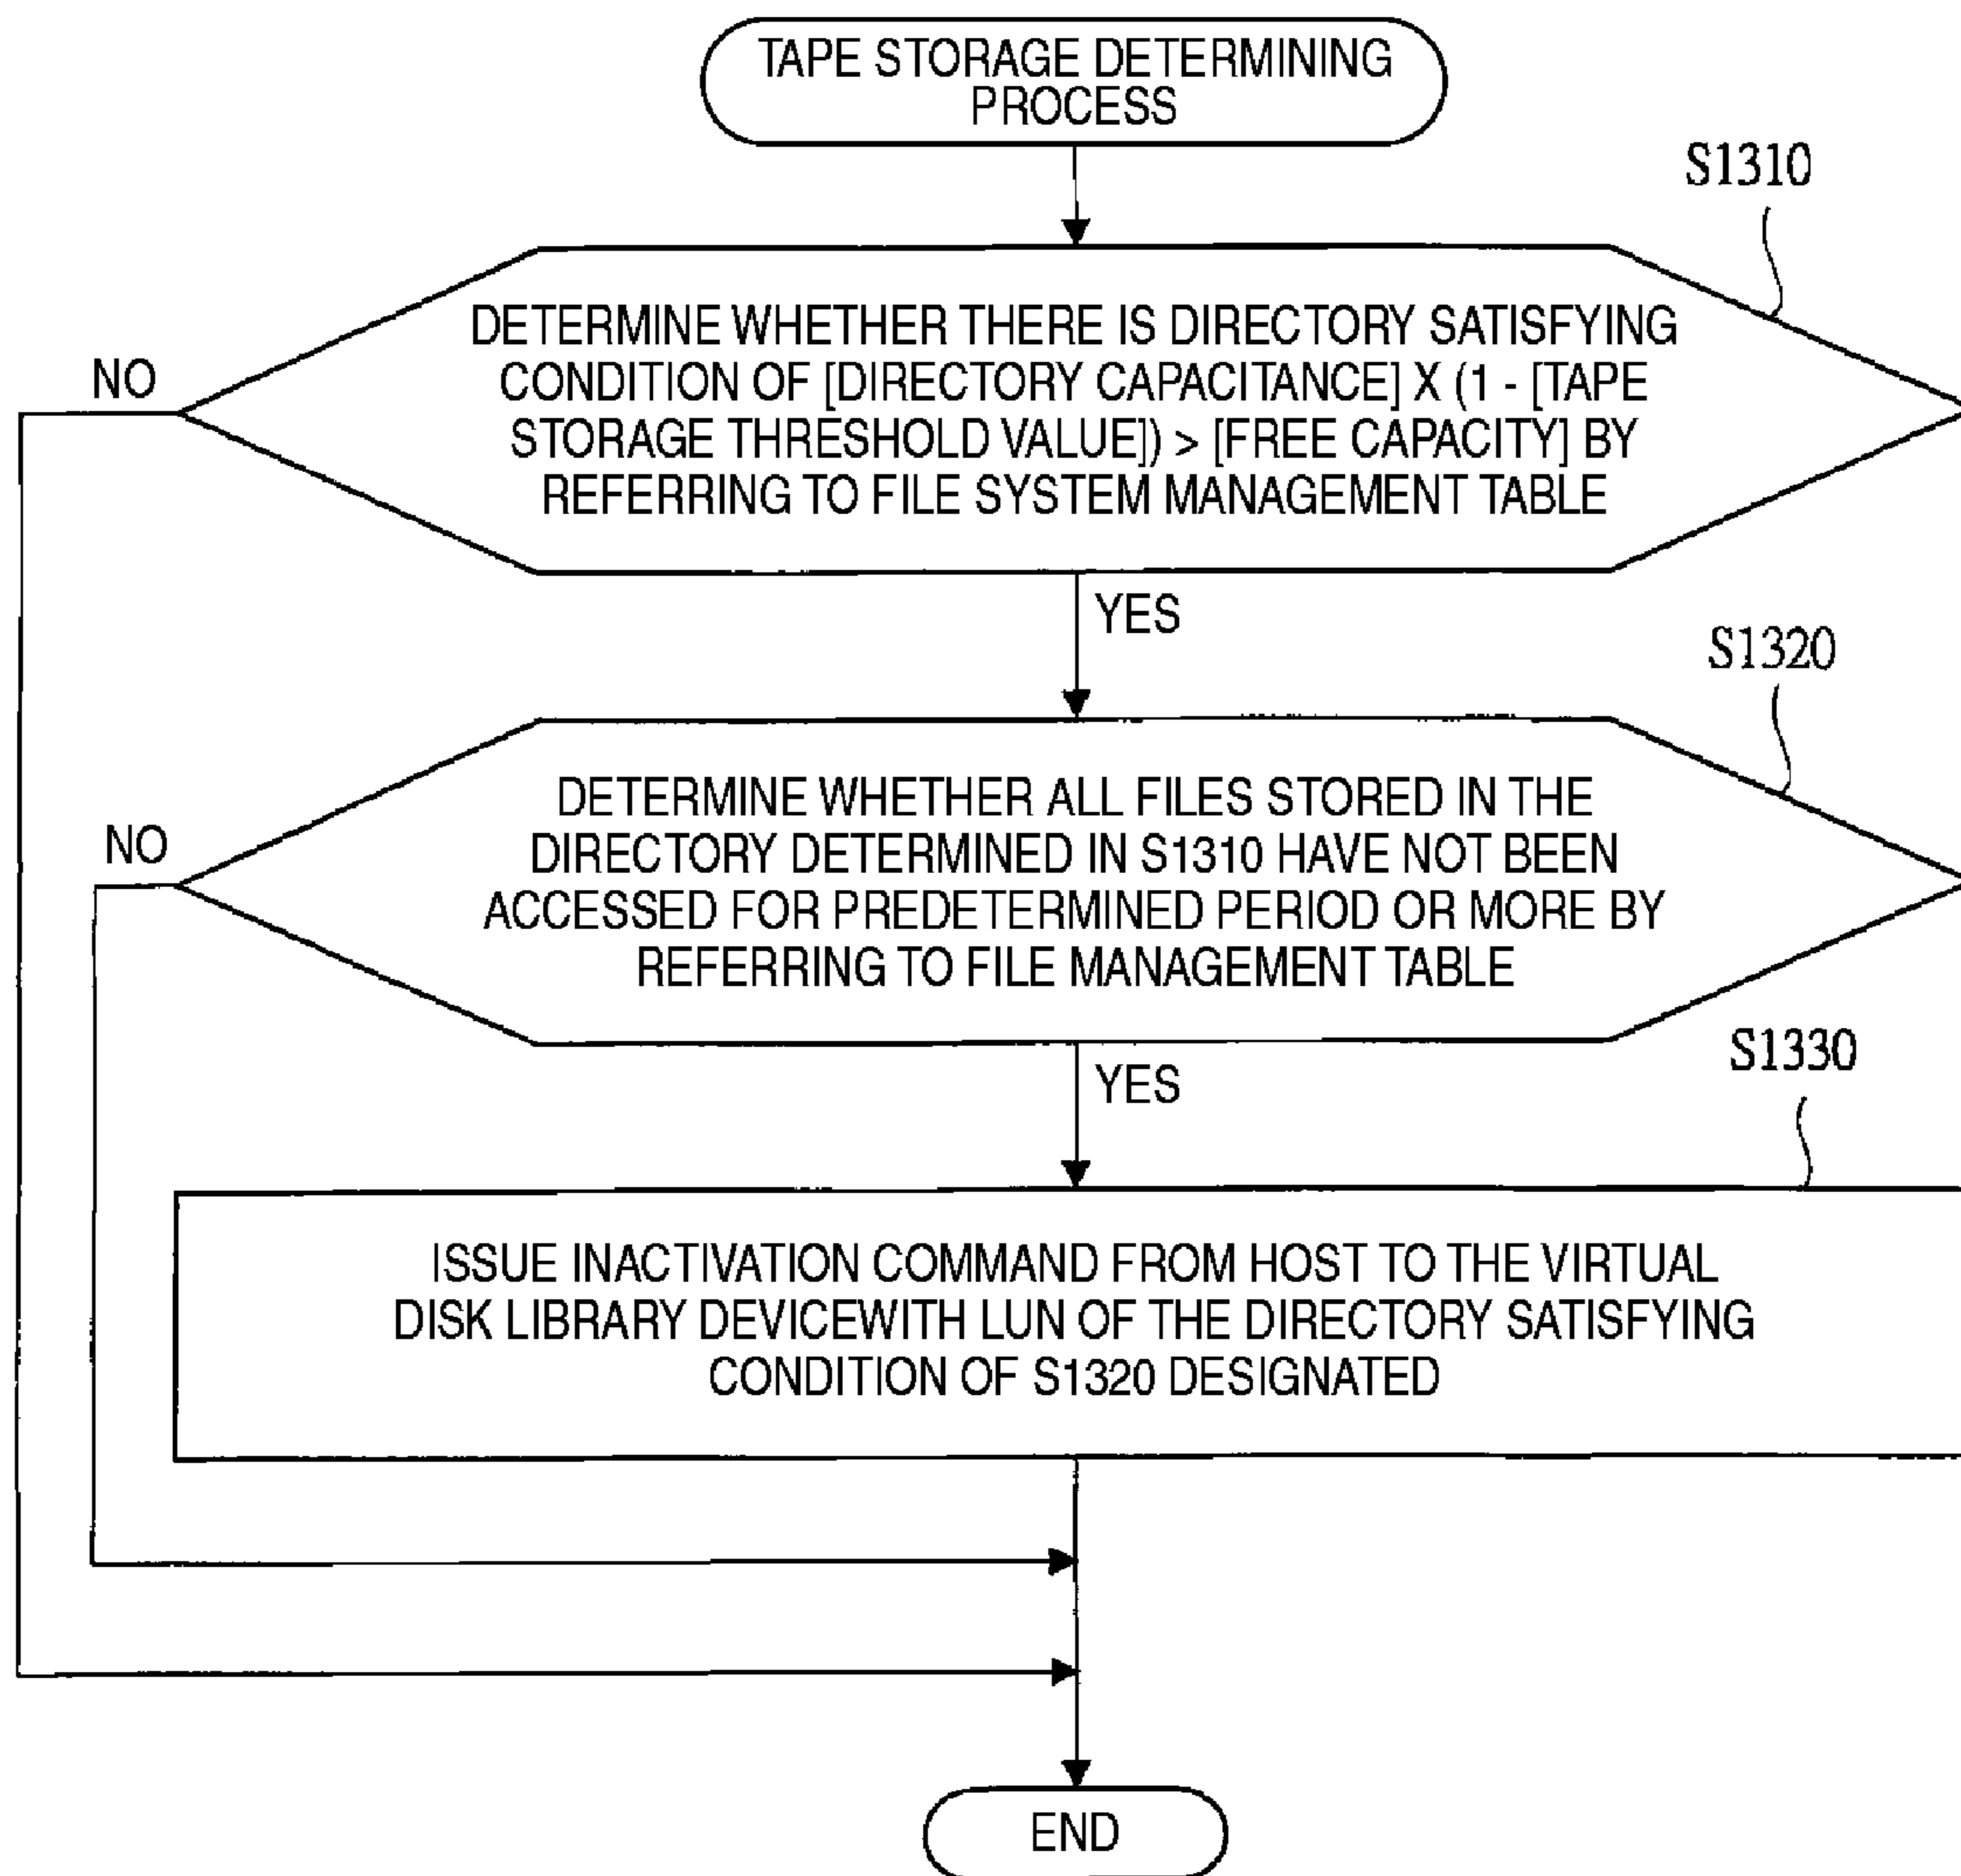 TAPE STORAGE DETERMINING
PROCESS
S1310
DETERMINE WHETHER THERE IS DIRECTORY SATISFYING
CONDITION OF [DIRECTORY CAPACITANCE] X (1 - [TAPE
STORAGE THRESHOLD VALUE]) > [FREE CAPACITY] BY
REFERRING TO FILE SYSTEM MANAGEMENT TABLE
NO
YES
S1320
DETERMINE WHETHER ALL FILES STORED IN THE
DIRECTORY DETERMINED IN S1310 HAVE NOT BEEN
ACCESSED FOR PREDETERMINED PERIOD OR MORE BY
REFERRING TO FILE MANAGEMENT TABLE
NO
YES
S1330
ISSUE INACTIVATION COMMAND FROM HOST TO THE VIRTUAL
DISK LIBRARY DEVICEWITH LUN OF THE DIRECTORY SATISFYING
CONDITION OF S1320 DESIGNATED
END